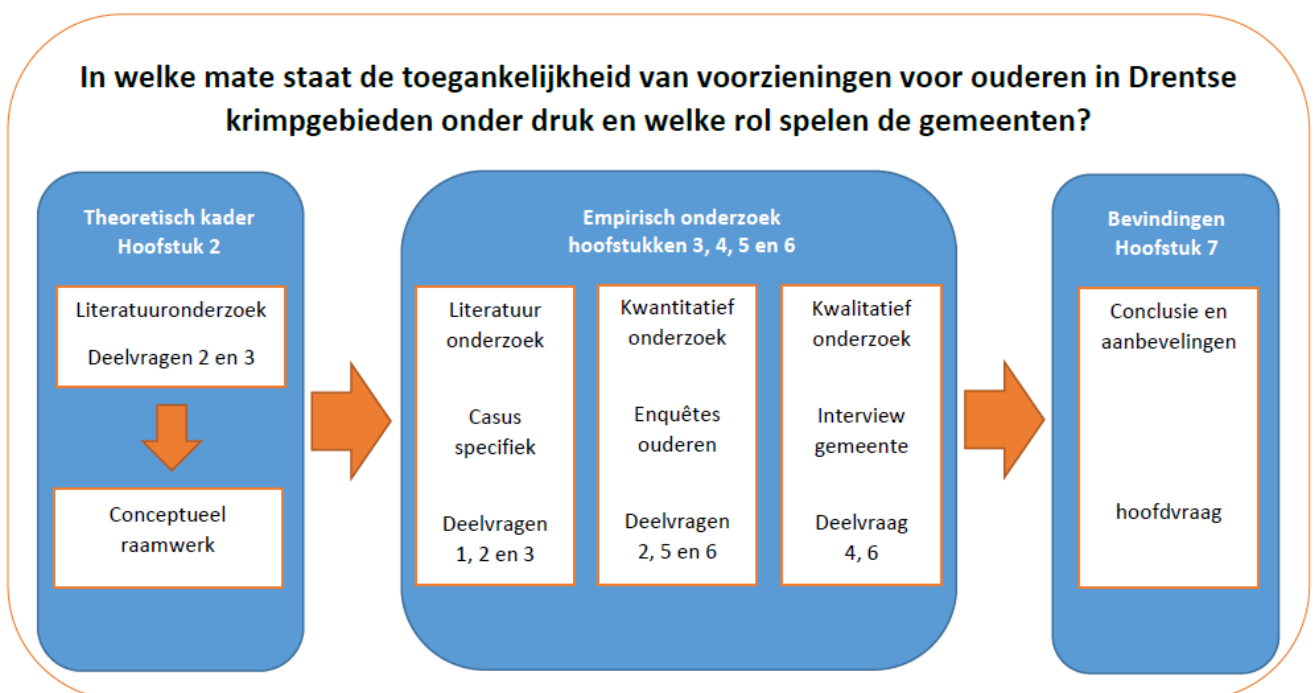 In welke mate staat de toegankelijkheid van voorzieningen voor ouderen in Drentse
krimpgebieden onder druk en welke rol spelen de gemeenten?
Theoretisch kader
Hoofstuk 2
Literatuuronderzoek
Deelvragen 2 en 3
Conceptueel
raamwerk
Empirisch onderzoek
hoofstukken 3, 4, 5 en 6
Literatuur
onderzoek
Casus
specifiek
Deelvragen
1, 2 en 3
Kwantitatief
onderzoek
Enquêtes
ouderen
Deelvragen
2, 5 en 6
Kwalitatief
onderzoek
Interview
gemeente
Deelvraag
4, 6
Bevindingen
Hoofstuk 7
Conclusie en
aanbevelingen
hoofdvraag